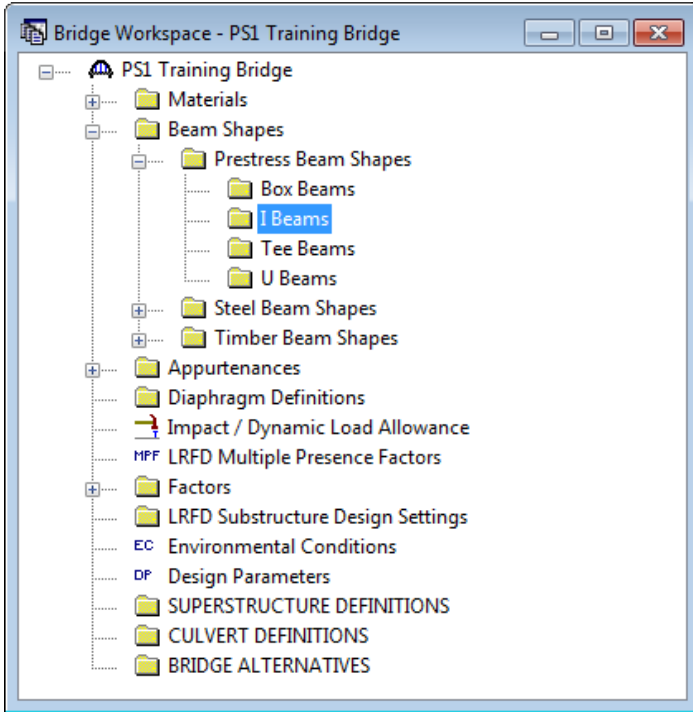 Bridge Workspace - PS1 Training Bridge
PS1 Training Bridge
Materials
Beam Shapes
Prestress Beam Shapes
Box Beams
I Beams
Tee Beams
U Beams
Steel Beam Shapes
Timber Beam Shapes
Appurtenances
Diaphragm Definitions
Impact / Dynamic Load Allowance
MPF LRFD Multiple Presence Factors
Factors
LRFD Substructure Design Settings
EC Environmental Conditions
DP Design Parameters
SUPERSTRUCTURE DEFINITIONS
CULVERT DEFINITIONS
BRIDGE ALTERNATIVES